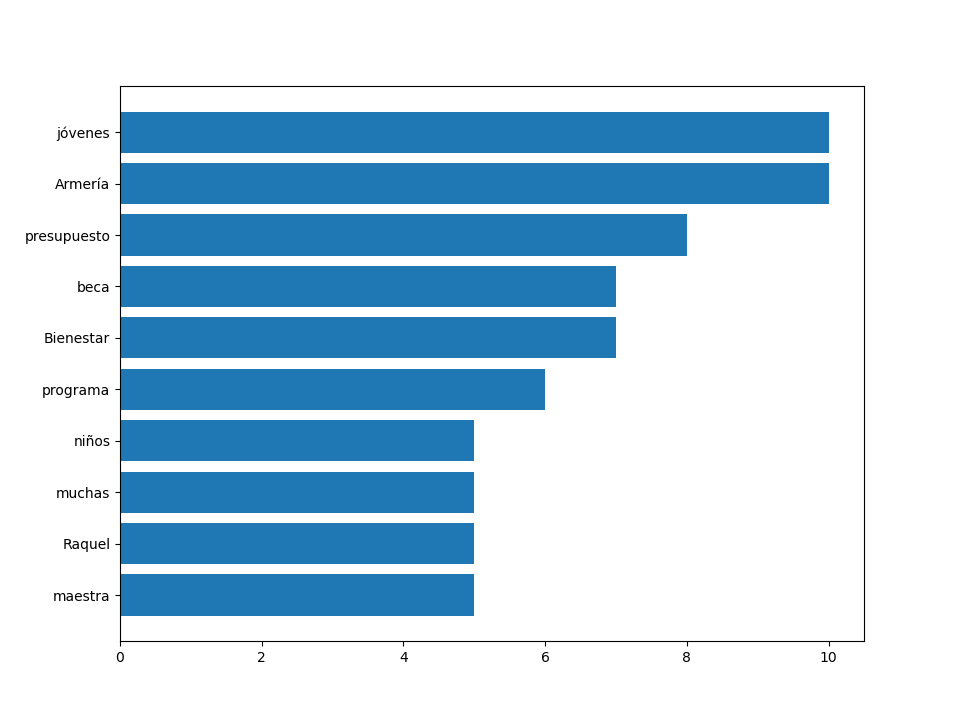 jóvenes
Armería
presupuesto
beca
Bienestar
programa
niños
muchas
Raquel
maestra
0 2 4 6 8 10